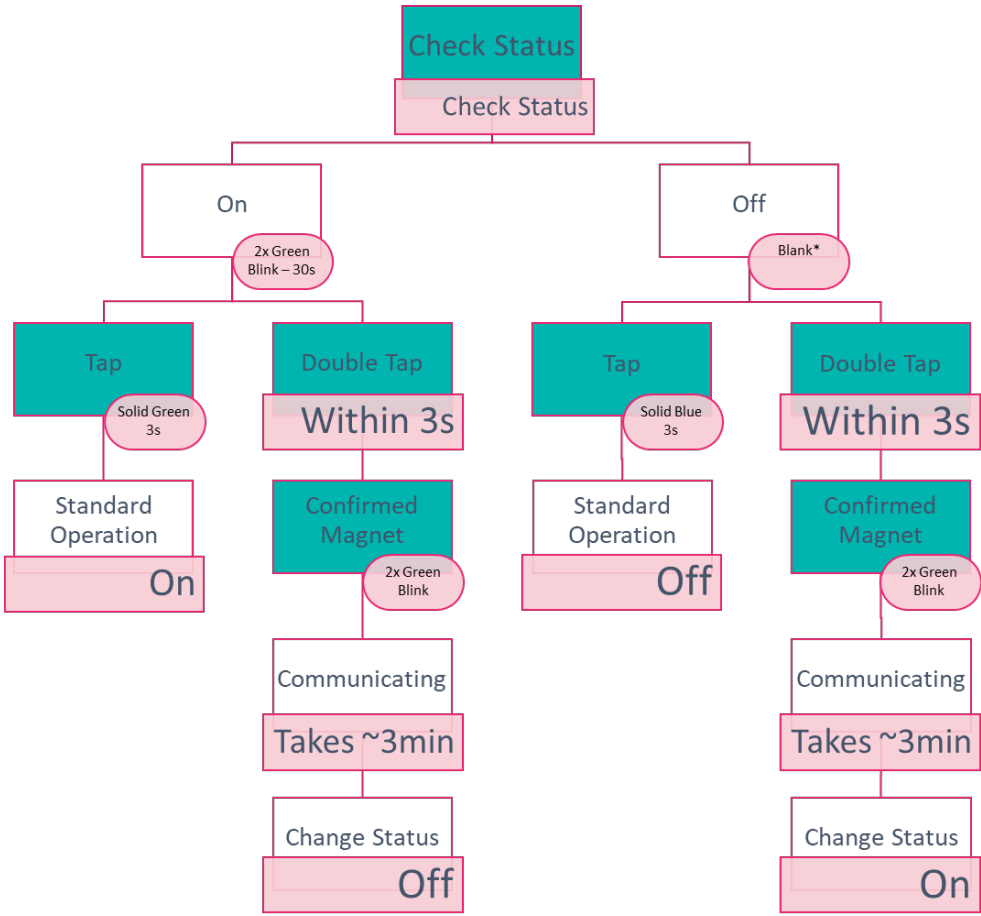 Check Status
Check Status
On
2x Green
Blink – 30s
Off
Blank*
Tap
Solid Green
3s
Double Tap
Within 3s
Tap
Solid Blue
3s
Double Tap
Within 3s
Standard
Operation
On
Confirmed
Magnet
2x Green
Blink
Standard
Operation
Off
Confirmed
Magnet
2x Green
Blink
Communicating
Takes ~3min
Communicating
Takes ~3min
Change Status
Off
Change Status
On